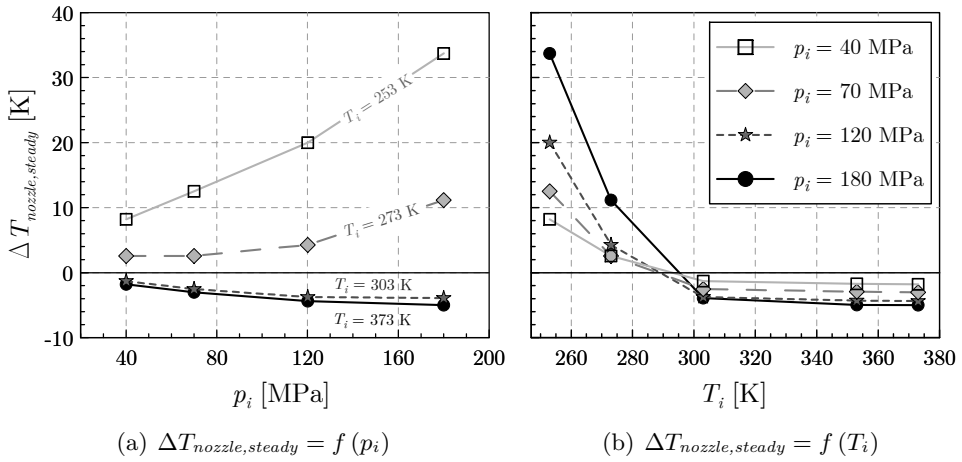 40
30
20
10
0
-10
Δ T_{nozzle,steady} [K]
T_i = 253 K
T_i = 273 K
T_i = 303 K
T_i = 373 K
40 80 120 160 200
p_i [MPa]
(a) ΔT_{nozzle,steady} = f (p_i)
p_i = 40 MPa
p_i = 70 MPa
p_i = 120 MPa
p_i = 180 MPa
260 280 300 320 340 360 380
T_i [K]
(b) ΔT_{nozzle,steady} = f (T_i)